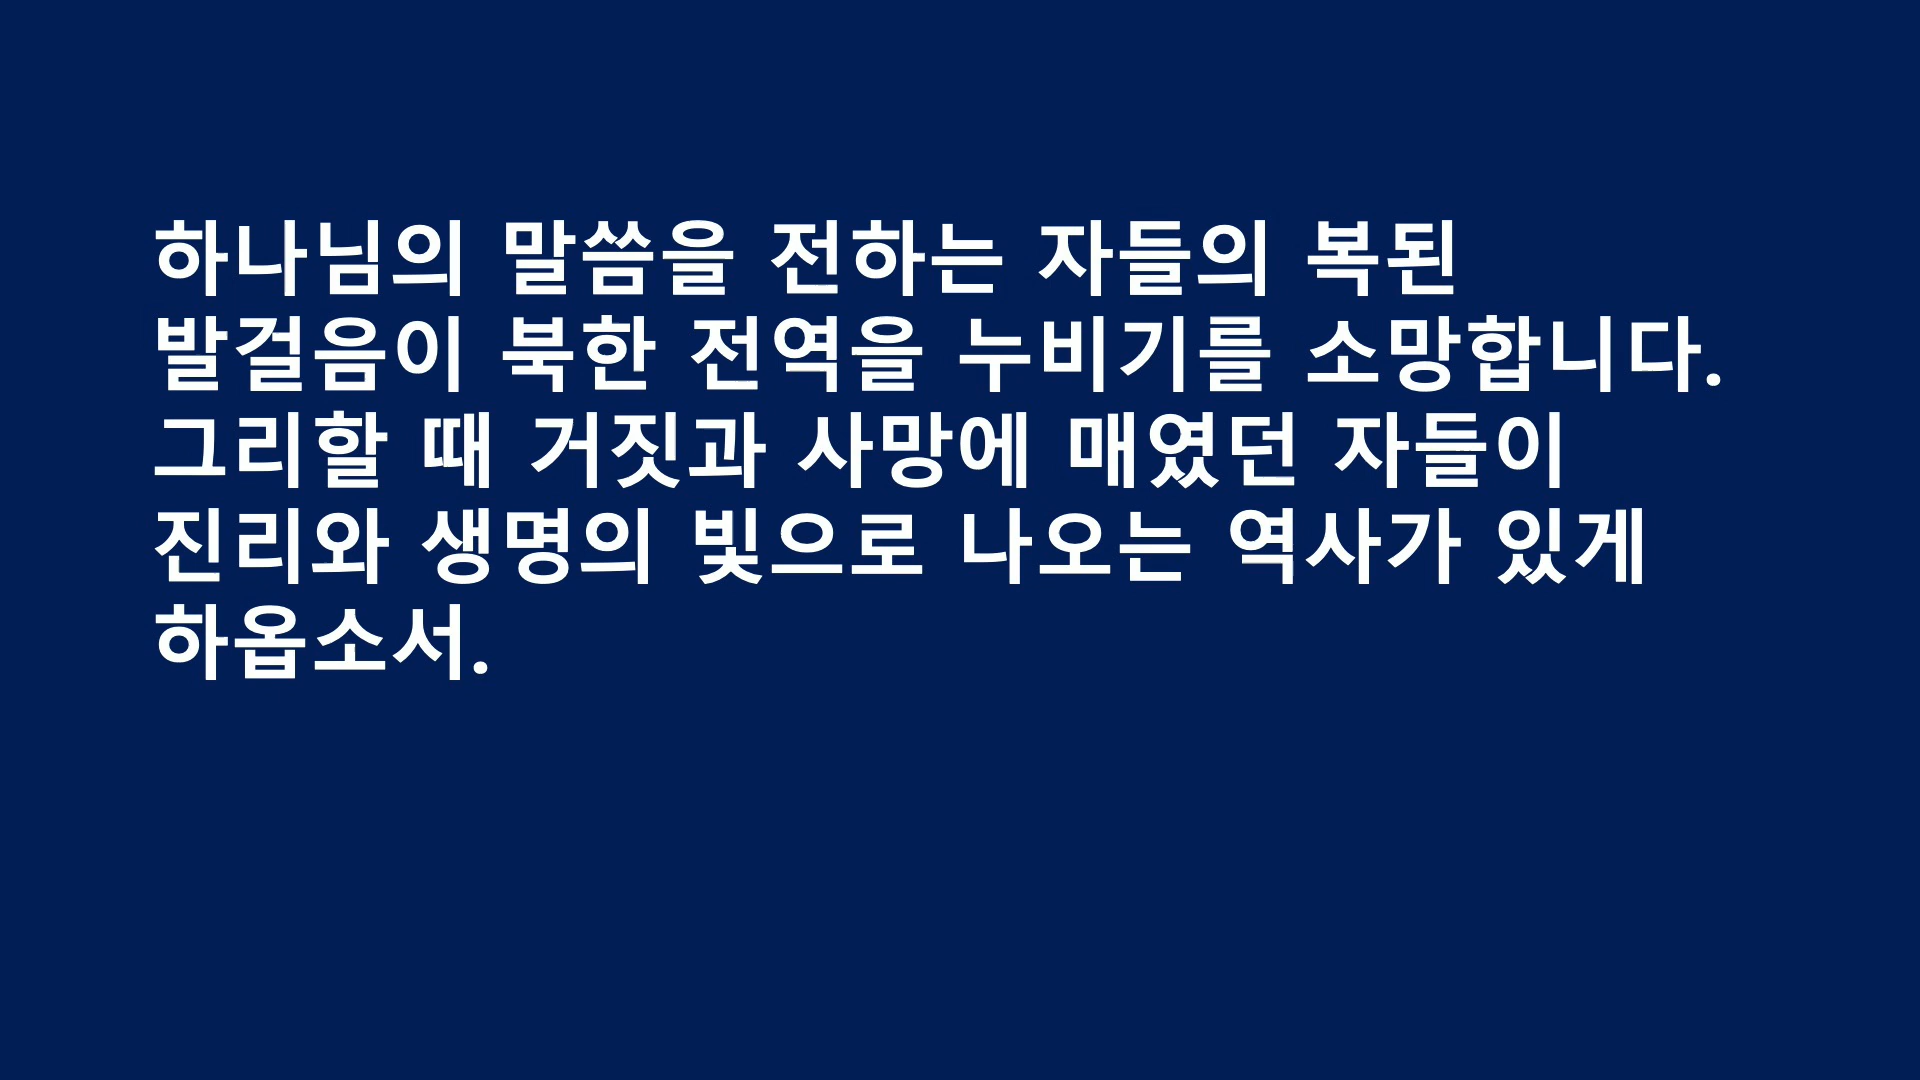 하나님의 말씀을 전하는 자들의 복된
발걸음이 북한 전역을 누비기를 소망합니다.
그리할 때 거짓과 사망에 매였던 자들이
진리와 생명의 빛으로 나오는 역사가 있게
하옵소서.